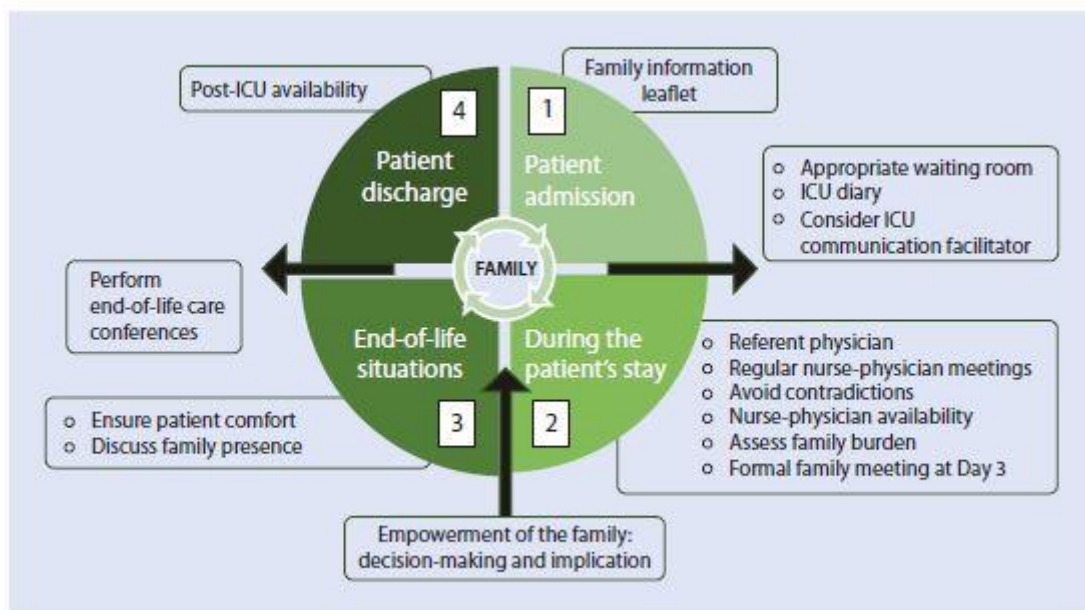 Post-ICU availability
Family information
leaflet
4
Patient
discharge
1
Patient
admission
Appropriate waiting room
ICU diary
Consider ICU
communication facilitator
FAMILY
Perform
end-of-life care
conferences
End-of-life
situations
3
During the
patient's stay
2
Referent physician
Regular nurse-physician meetings
Avoid contradictions
Nurse-physician availability
Assess family burden
Formal family meeting at Day 3
Ensure patient comfort
Discuss family presence
Empowerment of the family:
decision-making and implication